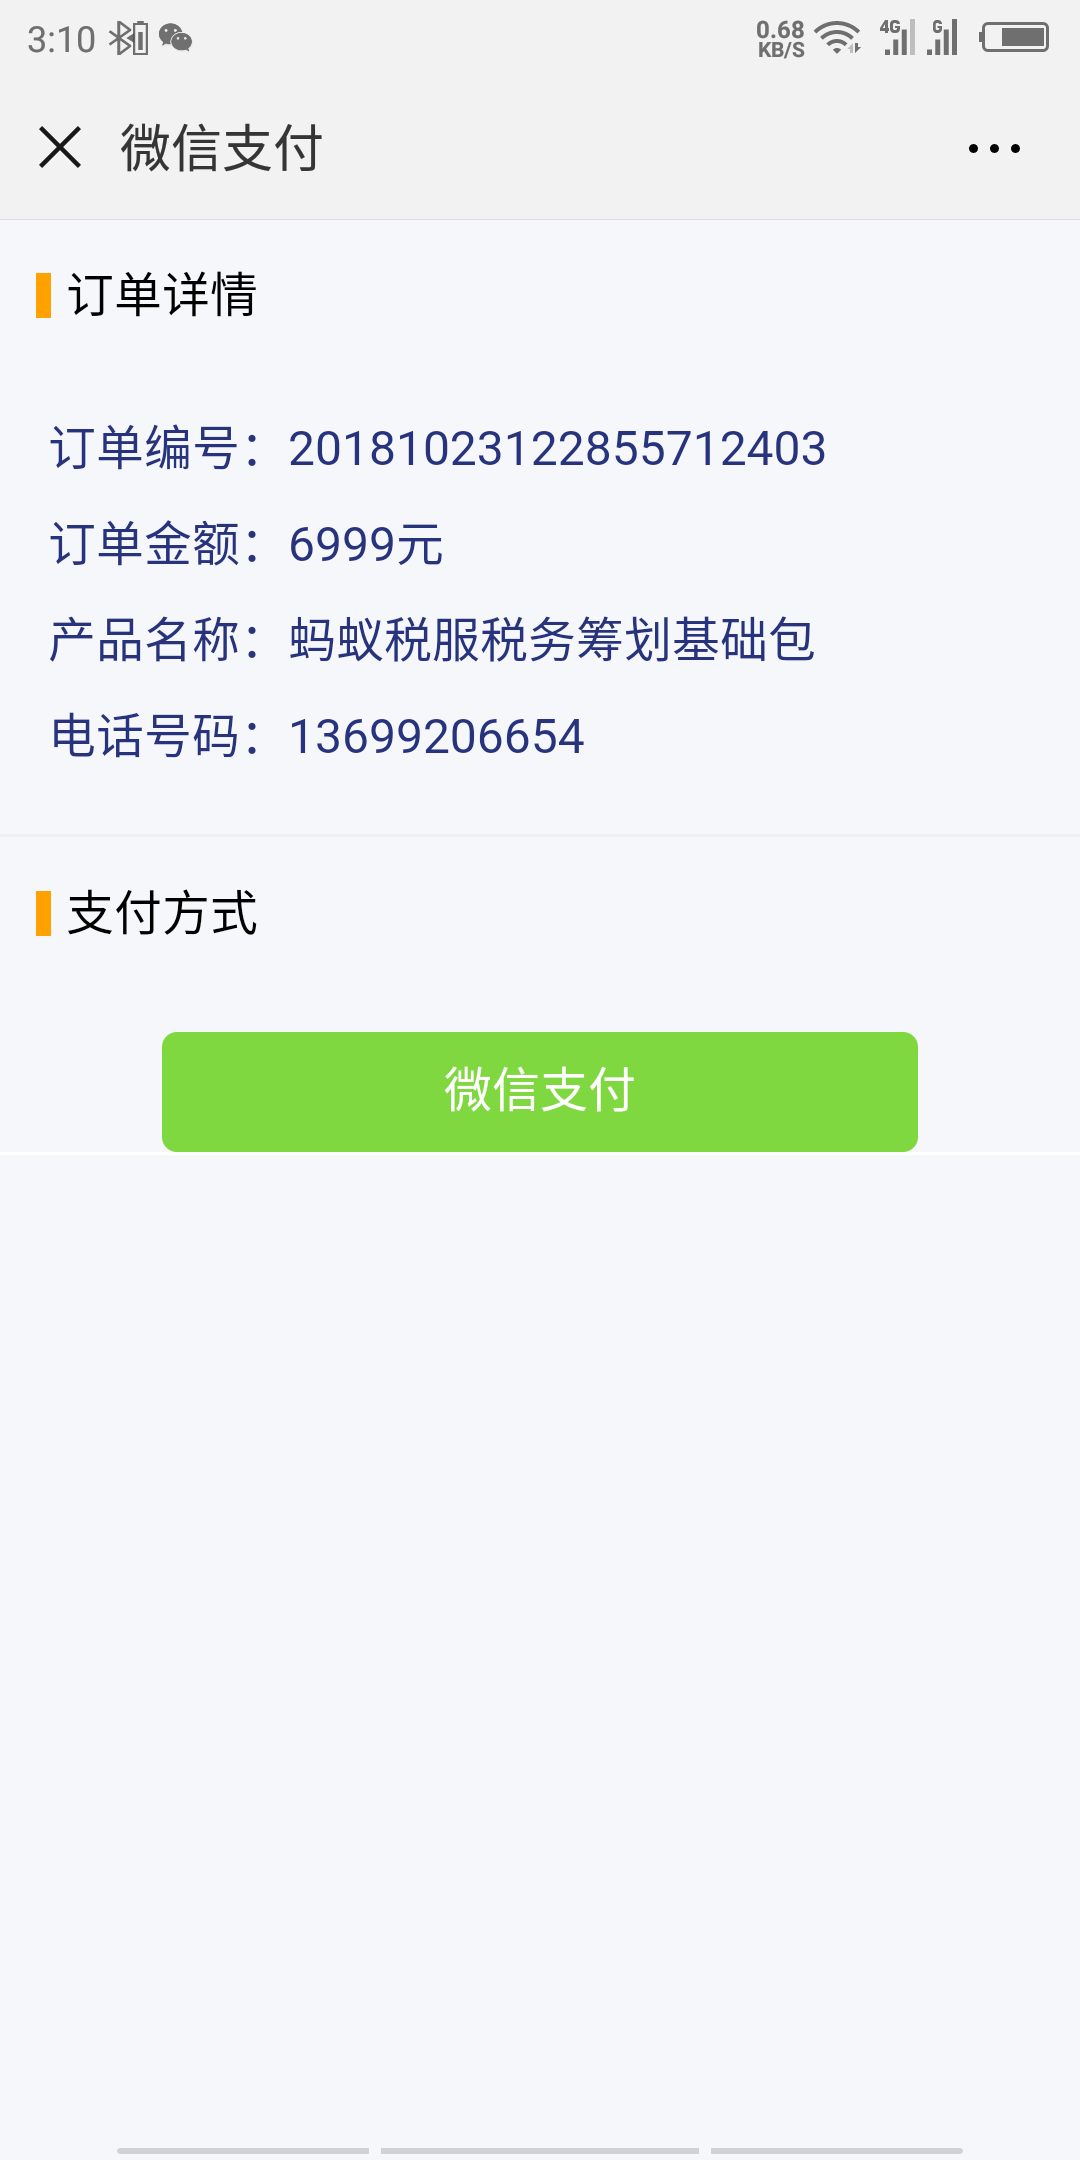 3:10
0.68
KB/S
4G
G
微信支付
订单详情
订单编号：20181023122855712403
订单金额：6999元
产品名称：蚂蚁税服税务筹划基础包
电话号码：13699206654
支付方式
微信支付